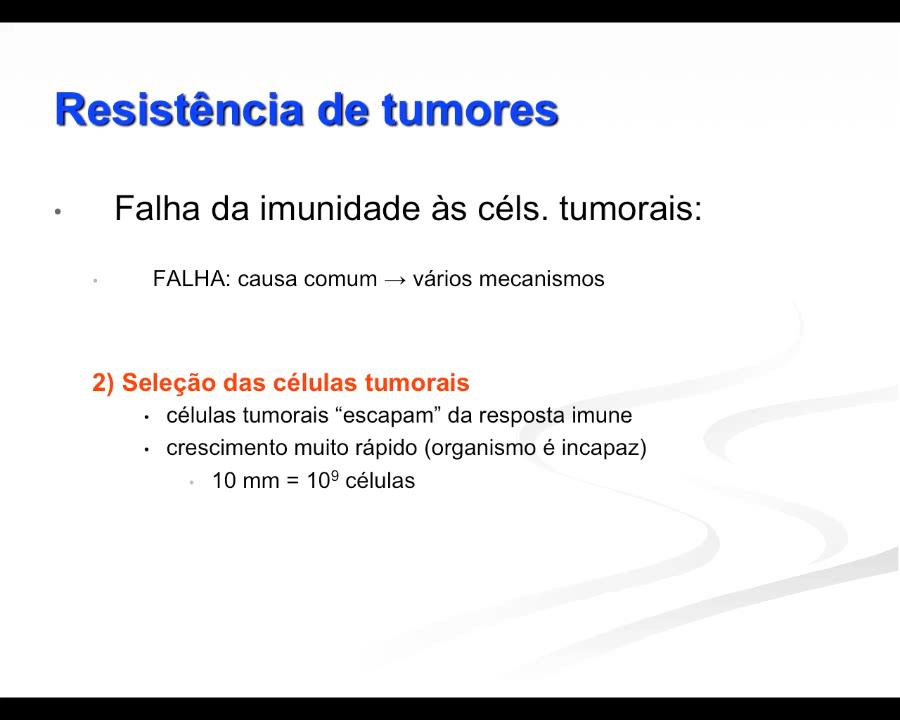 Resistência de tumores
• Falha da imunidade às céls. tumorais:
• FALHA: causa comum → vários mecanismos
2) Seleção das células tumorais
• células tumorais “escapam” da resposta imune
• crescimento muito rápido (organismo é incapaz)
• 10 mm = 10⁹ células